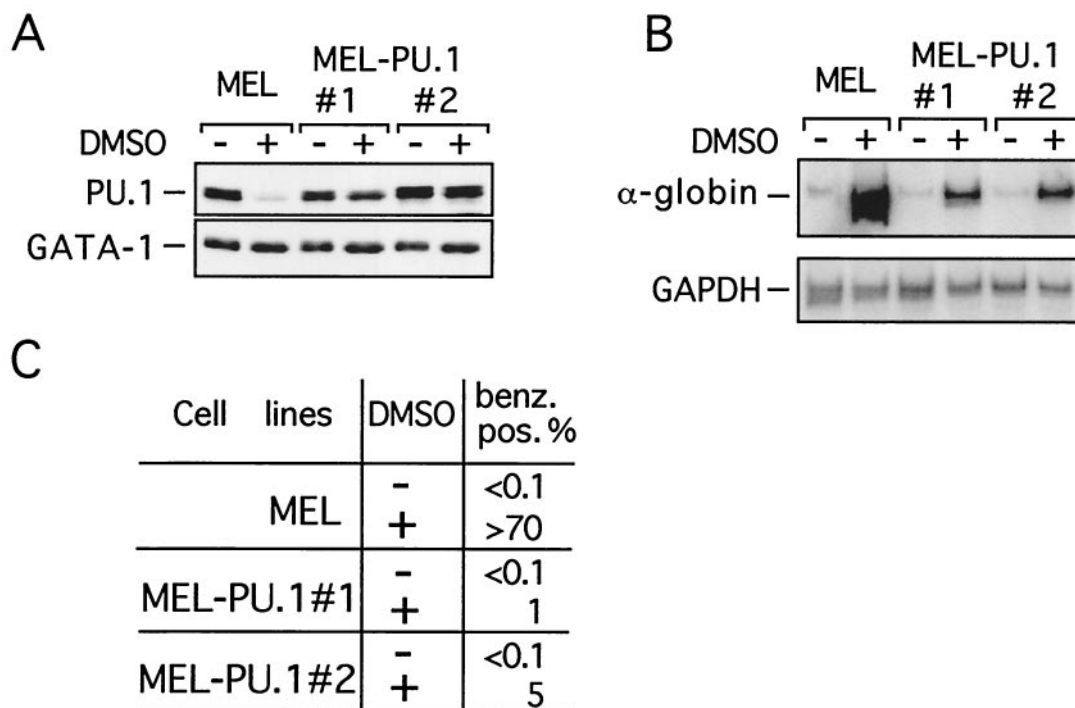 A
MEL-PU.1
MEL #1 #2
DMSO - + - + - +
PU.1
GATA-1
B
MEL-PU.1
MEL #1 #2
DMSO - + - + - +
α-globin
GAPDH
C
Cell lines DMSO benz. pos. %
MEL - <0.1
+ >70
MEL-PU.1#1 - <0.1
+ 1
MEL-PU.1#2 - <0.1
+ 5